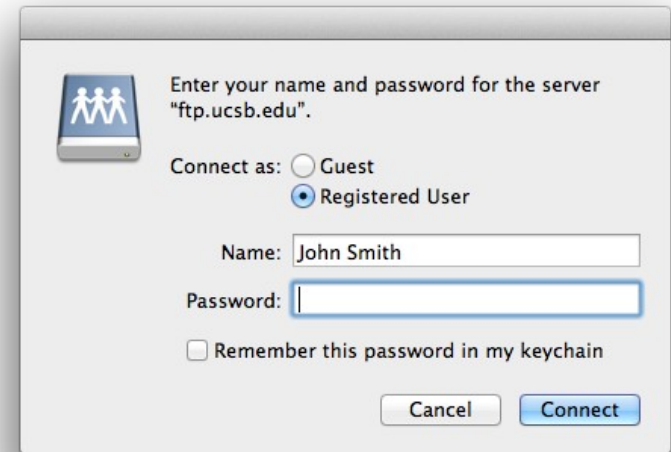 Enter your name and password for the server
“ftp.ucsb.edu”.
Connect as: Guest
Registered User
Name: John Smith
Password:
Remember this password in my keychain
Cancel Connect